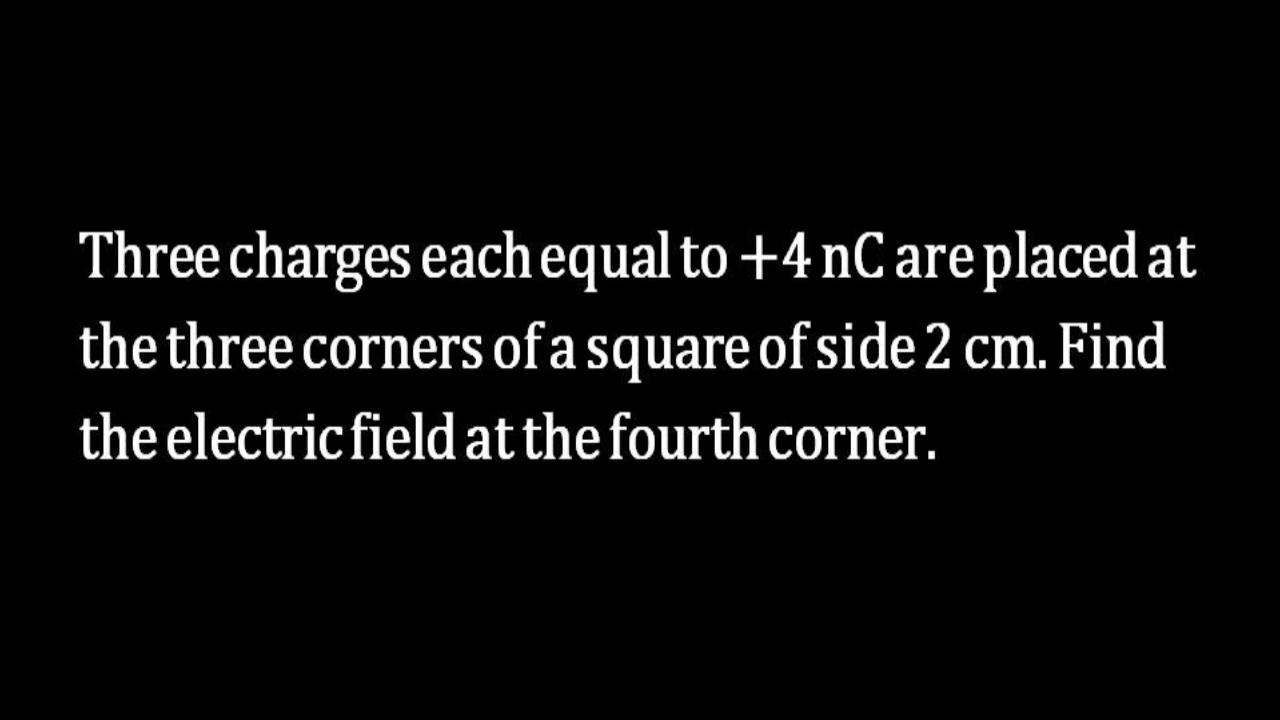 Three charges each equal to +4 nC are placed at
the three corners of a square of side 2 cm. Find
the electric field at the fourth corner.